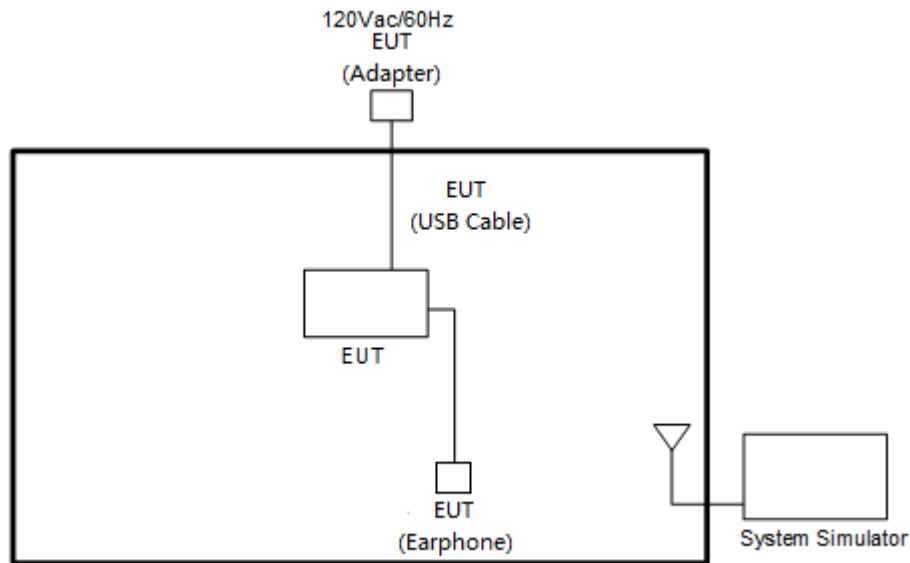 120Vac/60Hz
EUT
(Adapter)
EUT
(USB Cable)
EUT
EUT
(Earphone)
System Simulator